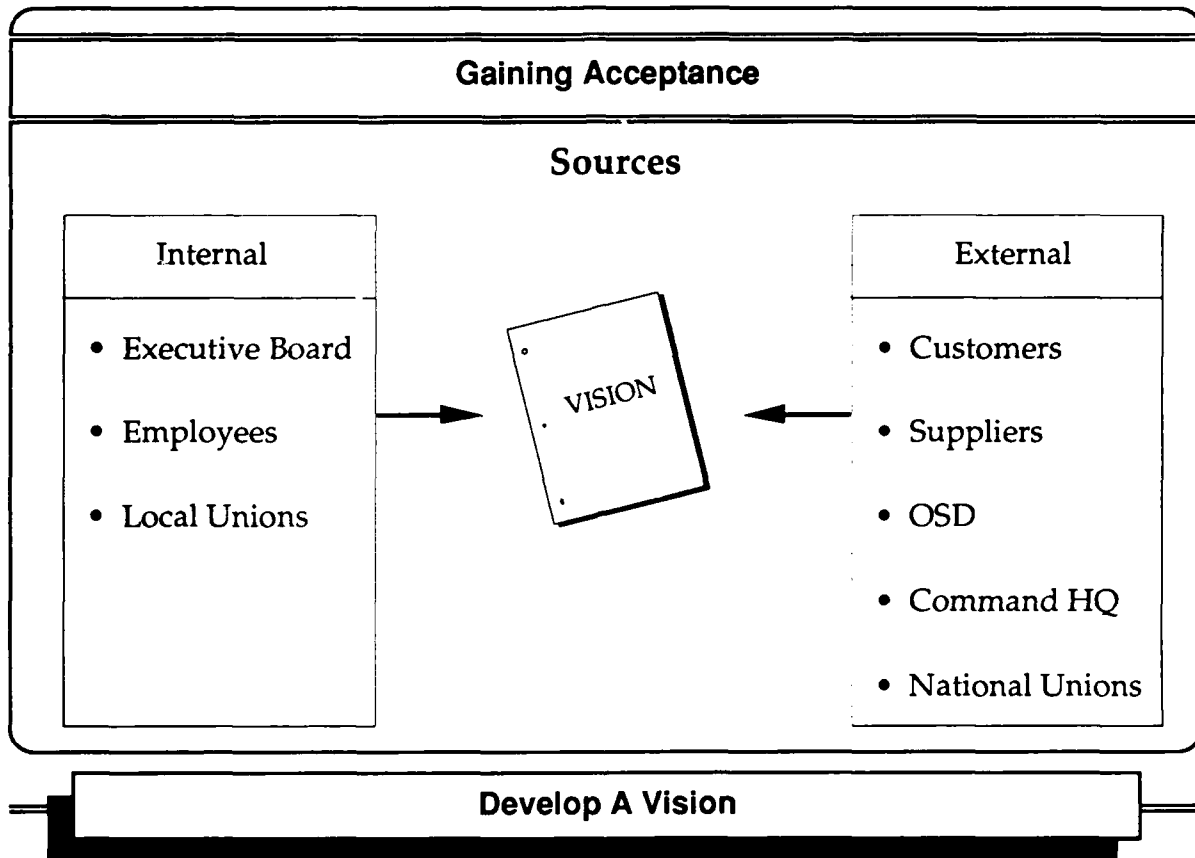 Gaining Acceptance
Sources
Internal
• Executive Board
• Employees
• Local Unions
VISION
External
• Customers
• Suppliers
• OSD
• Command HQ
• National Unions
Develop A Vision